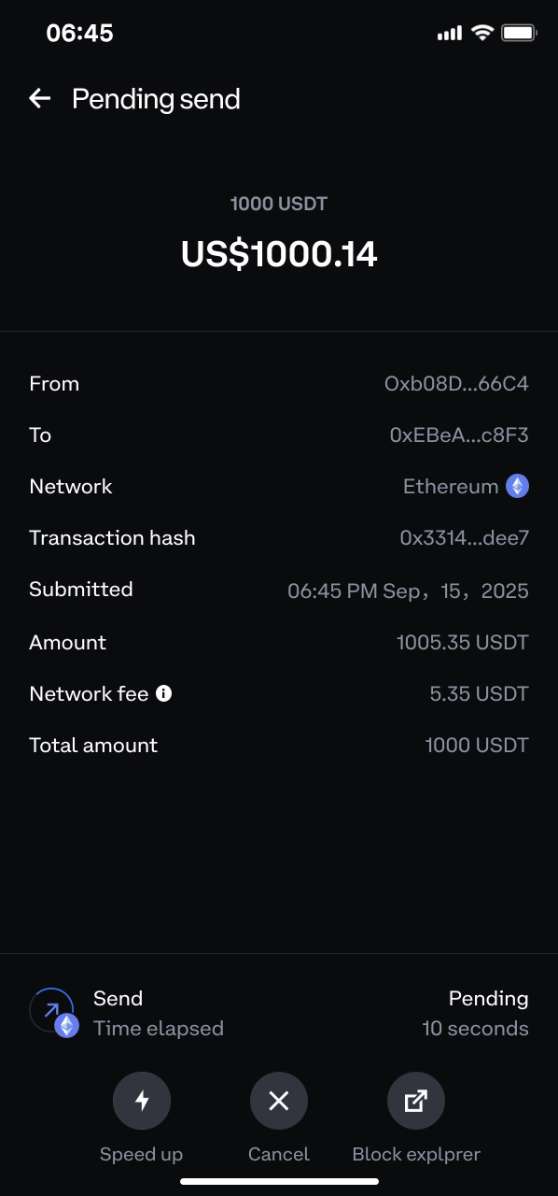 06:45
Pending send
1000 USDT
US$1000.14
From Oxb08D...66C4
To 0xEBeA...c8F3
Network Ethereum
Transaction hash 0x3314...dee7
Submitted 06:45 PM Sep，15，2025
Amount 1005.35 USDT
Network fee 5.35 USDT
Total amount 1000 USDT
Send Pending
Time elapsed 10 seconds
Speed up Cancel Block explprer